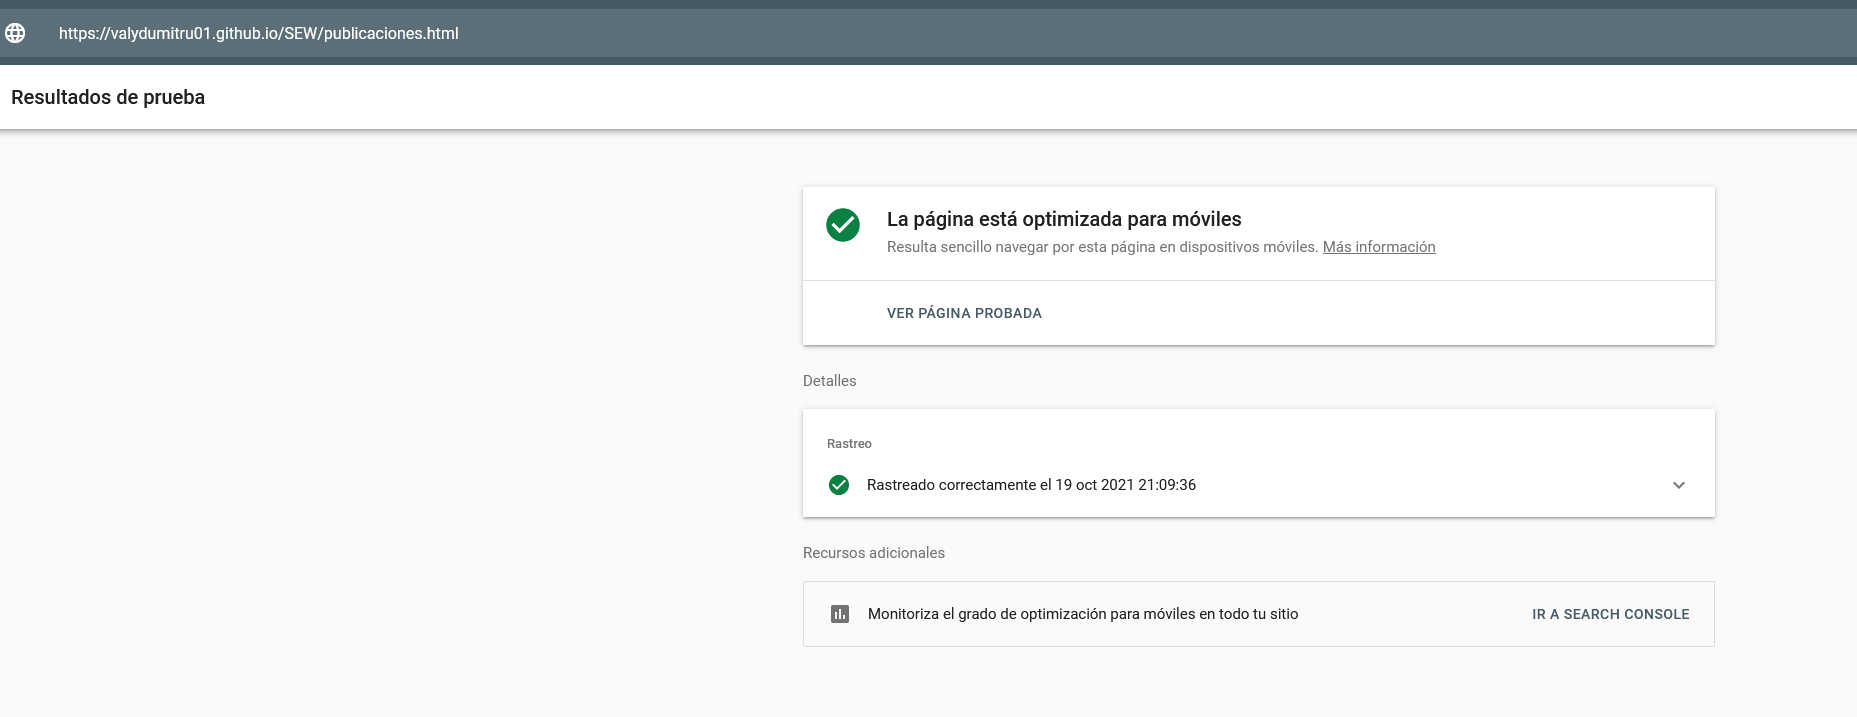 https://valydumitru01.github.io/SEW/publicaciones.html
Resultados de prueba
La página está optimizada para móviles
Resulta sencillo navegar por esta página en dispositivos móviles. Más información
VER PÁGINA PROBADA
Detalles
Rastreo
Rastreado correctamente el 19 oct 2021 21:09:36
Recursos adicionales
Monitoriza el grado de optimización para móviles en todo tu sitio
IR A SEARCH CONSOLE